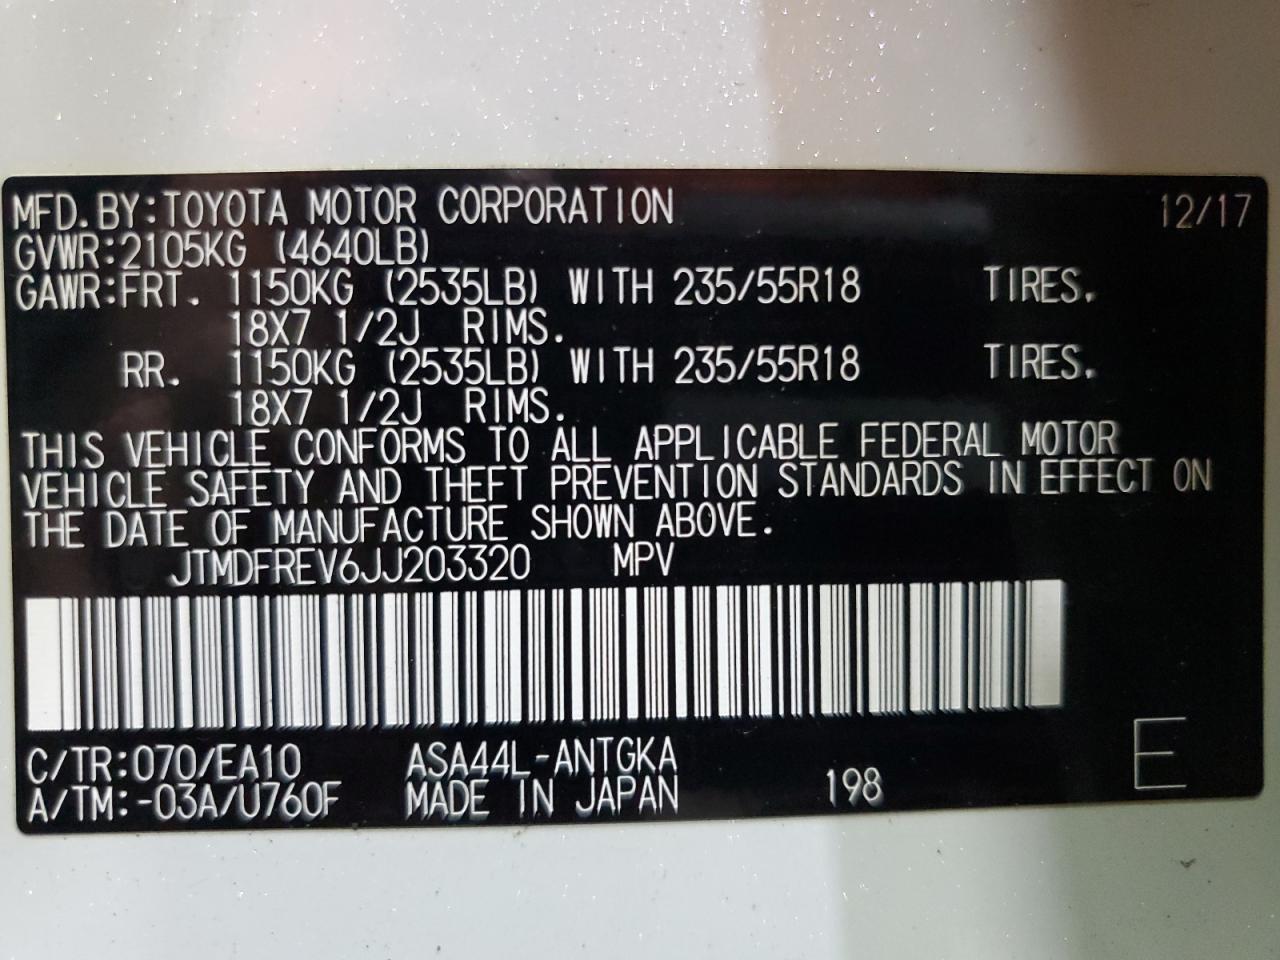 MFD. BY:TOYOTA MOTOR CORPORATION 12/17
GVWR:2105KG (4640LB)
GAWR:FRT. 1150KG (2535LB) WITH 235/55R18 TIRES.
18X7 1/2J RIMS.
RR. 1150KG (2535LB) WITH 235/55R18 TIRES.
18X7 1/2J RIMS.
THIS VEHICLE CONFORMS TO ALL APPLICABLE FEDERAL MOTOR
VEHICLE SAFETY AND THEFT PREVENTION STANDARDS IN EFFECT ON
THE DATE OF MANUFACTURE SHOWN ABOVE.
JTMDFREV6JJ203320 MPV
C/TR:070/EA10 ASA44L-ANTGKA
A/TM:-03A/U760F MADE IN JAPAN 198 E